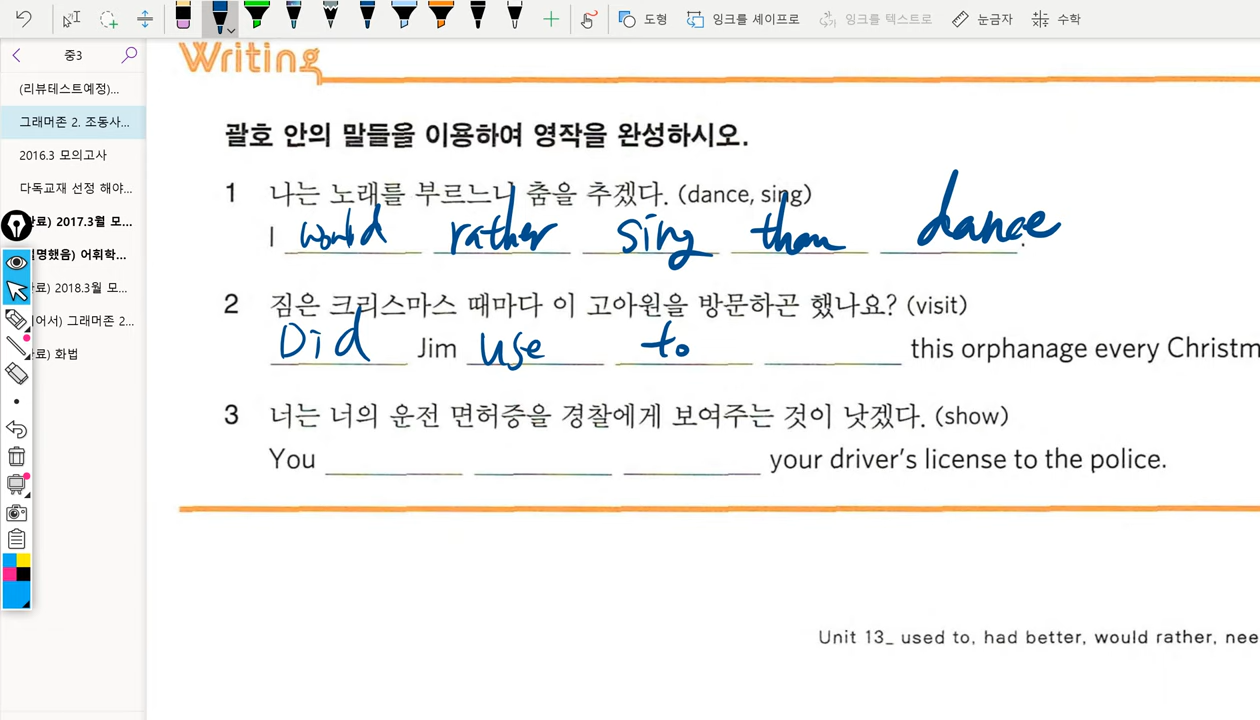 도형
잉크를 셰이프로
잉크를 텍스트로
눈금자
수학
중3
(리뷰테스트예정)...
그래머존 2. 조동사...
2016.3 모의고사
다독교재 선정 해야...
료) 2017.3월 모...
명했음) 어휘학...
료) 2018.3월 모...
어서) 그래머존 2...
료) 화법
Writing
괄호 안의 말들을 이용하여 영작을 완성하시오.
1 나는 노래를 부르느니 춤을 추겠다. (dance, sing)
I would rather sing than dance.
2 짐은 크리스마스 때마다 이 고아원을 방문하곤 했나요? (visit)
Did Jim use to this orphanage every Christm
3 너는 너의 운전 면허증을 경찰에게 보여주는 것이 낫겠다. (show)
You your driver's license to the police.
Unit 13_ used to, had better, would rather, nee